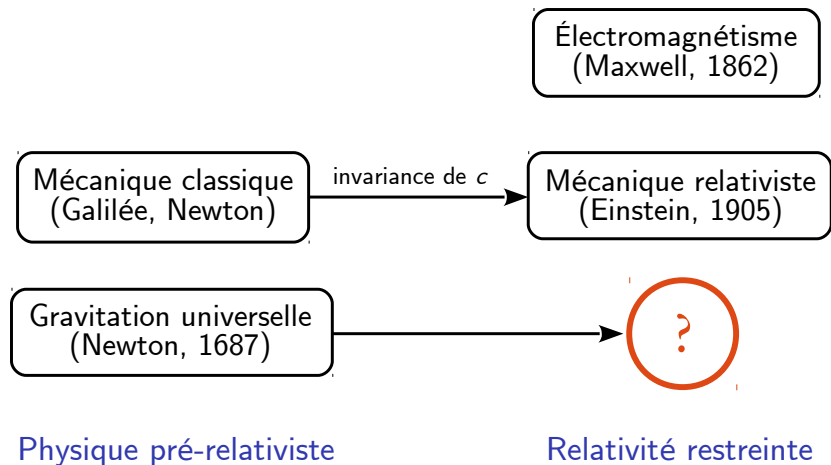 Électromagnétisme
(Maxwell, 1862)
Mécanique classique
(Galilée, Newton)
invariance de c
Mécanique relativiste
(Einstein, 1905)
Gravitation universelle
(Newton, 1687)
?
Physique pré-relativiste
Relativité restreinte